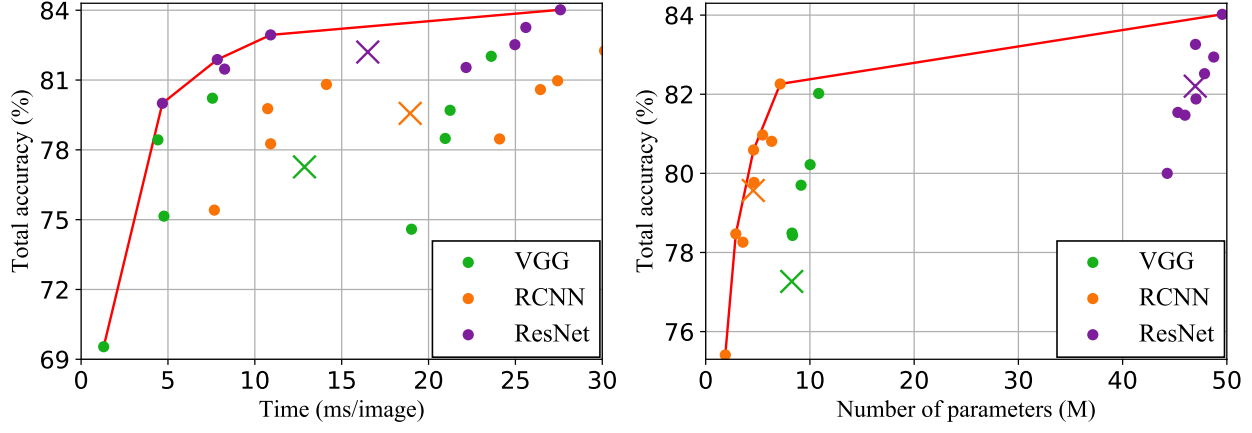 84
81
78
75
72
69
Total accuracy (%)
0 5 10 15 20 25 30
Time (ms/image)
VGG
RCNN
ResNet
84
82
80
78
76
Total accuracy (%)
0 10 20 30 40 50
Number of parameters (M)
VGG
RCNN
ResNet